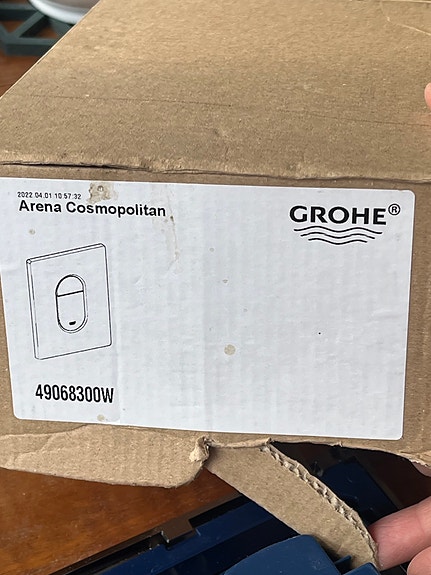 2022.04.01 10:57:32
Arena Cosmopolitan
GROHE®
49068300W